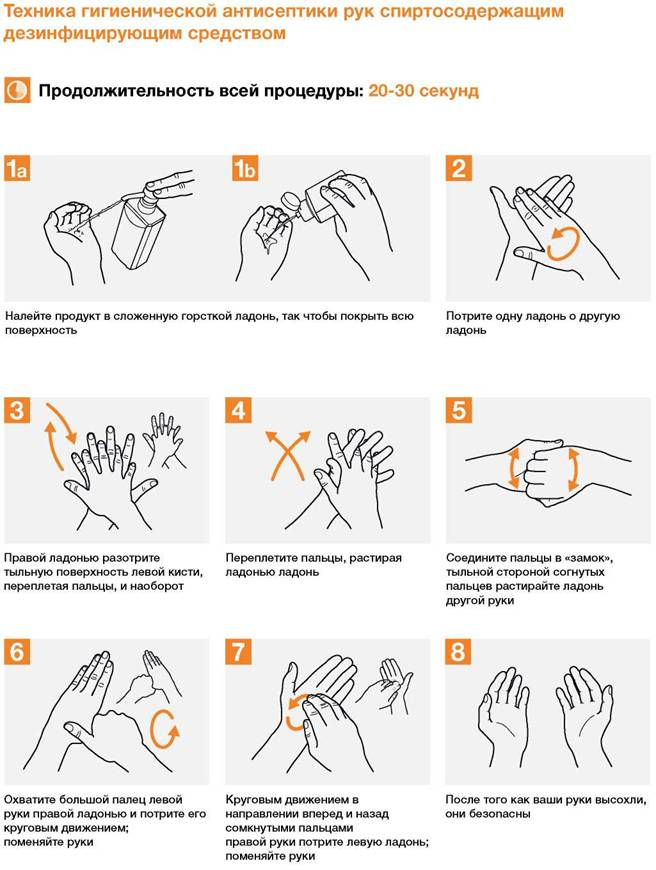 Техника гигиенической антисептики рук спиртосодержащим
дезинфицирующим средством
Продолжительность всей процедуры: 20-30 секунд
1a
1b
2
Налейте продукт в сложенную горсткой ладонь, так чтобы покрыть всю
поверхность
Потрите одну ладонь о другую
ладонь
3
4
5
Правой ладонью разотрите
тыльную поверхность левой кисти,
переплетая пальцы, и наоборот
Переплетите пальцы, растирая
ладонью ладонь
Соедините пальцы в «замок»,
тыльной стороной согнутых
пальцев растирайте ладонь
другой руки
6
7
8
Охватите большой палец левой
руки правой ладонью и потрите его
круговым движением;
поменяйте руки
Круговым движением в
направлении вперед и назад
сомкнутыми пальцами
правой руки потрите левую ладонь;
поменяйте руки
После того как ваши руки высохли,
они безопасны